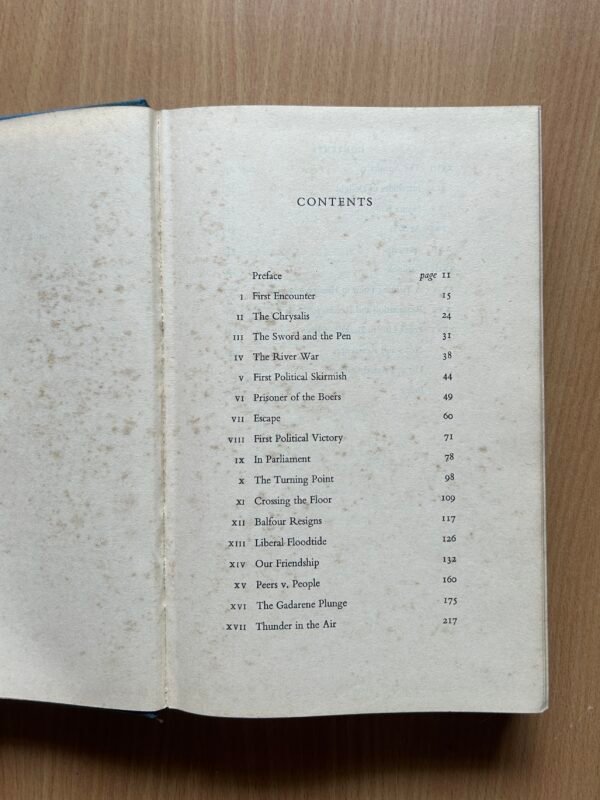 CONTENTS
Preface page 11
I First Encounter 15
II The Chrysalis 24
III The Sword and the Pen 31
IV The River War 38
V First Political Skirmish 44
VI Prisoner of the Boers 49
VII Escape 60
VIII First Political Victory 71
IX In Parliament 78
X The Turning Point 98
XI Crossing the Floor 109
XII Balfour Resigns 117
XIII Liberal Floodtide 126
XIV Our Friendship 132
XV Peers v. People 160
XVI The Gadarene Plunge 175
XVII Thunder in the Air 217